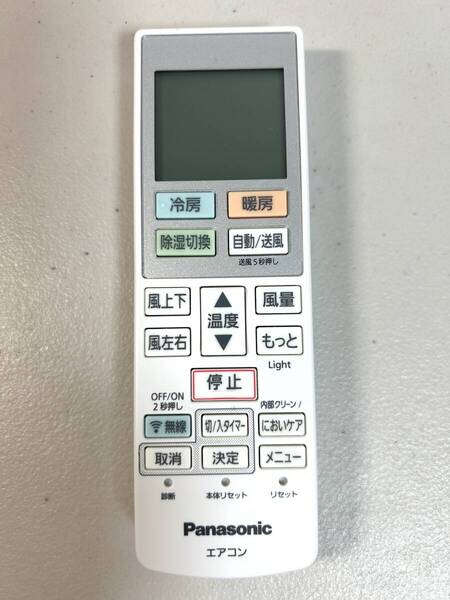 冷房 暖房
除湿切換 自動/送風
送風5秒押し
風上下 ▲ 風量
温度
風左右 ▼ もっと
Light
停止
OFF/ON
2秒押し
内部クリーン/
無線 切/入タイマー においケア
取消 決定 メニュー
診断 本体リセット リセット
Panasonic
エアコン